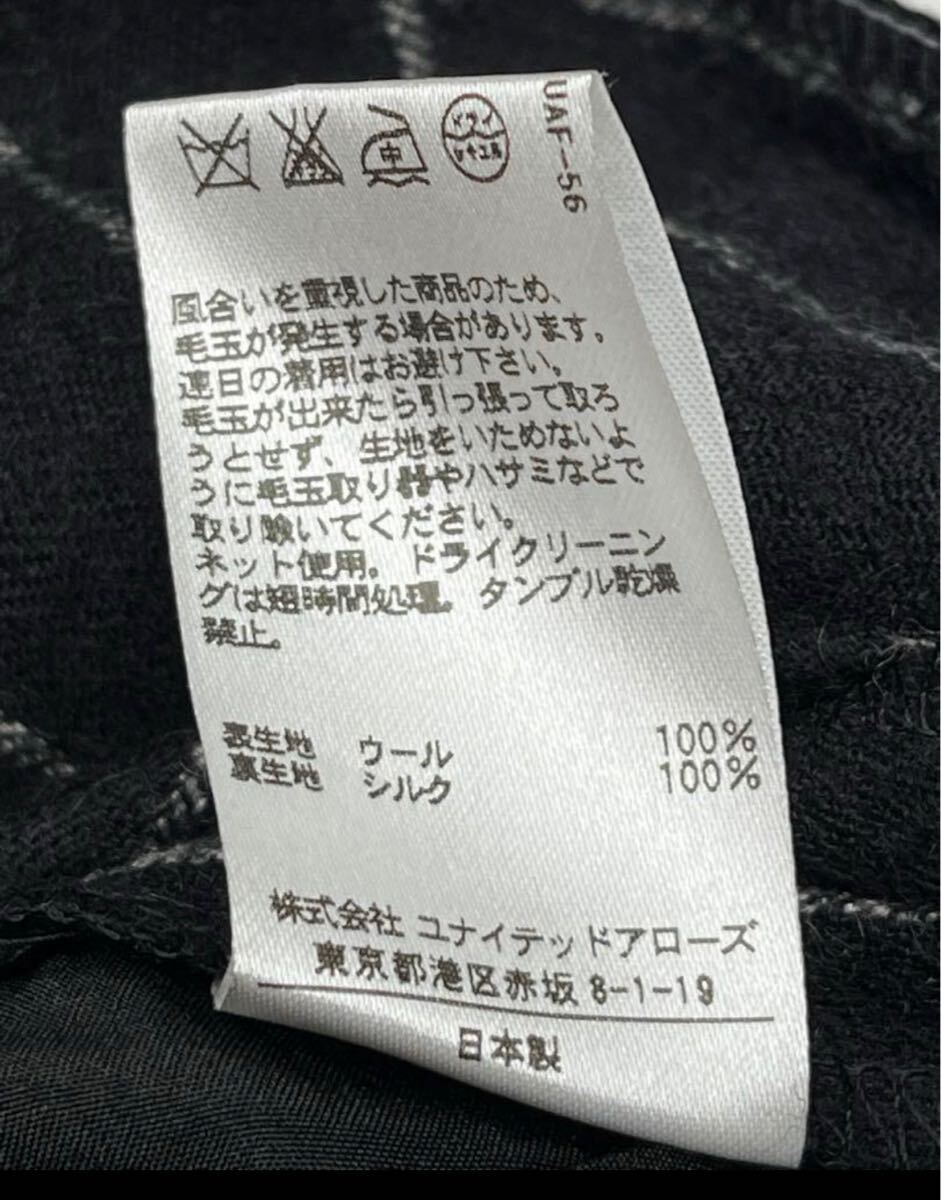 中
ドライ
セキユ系
UAF-56
風合いを重視した商品のため、
毛玉が発生する場合があります。
連日の着用はお避け下さい。
毛玉が出来たら引っ張って取ろ
うとせず、生地をいためないよ
うに毛玉取り器やハサミなどで
取り除いてください。
ネット使用。ドライクリーニン
グは短時間処理。タンブル乾燥
禁止。
表生地 ウール 100%
裏生地 シルク 100%
株式会社 ユナイテッドアローズ
東京都港区赤坂 8-1-19
日本製